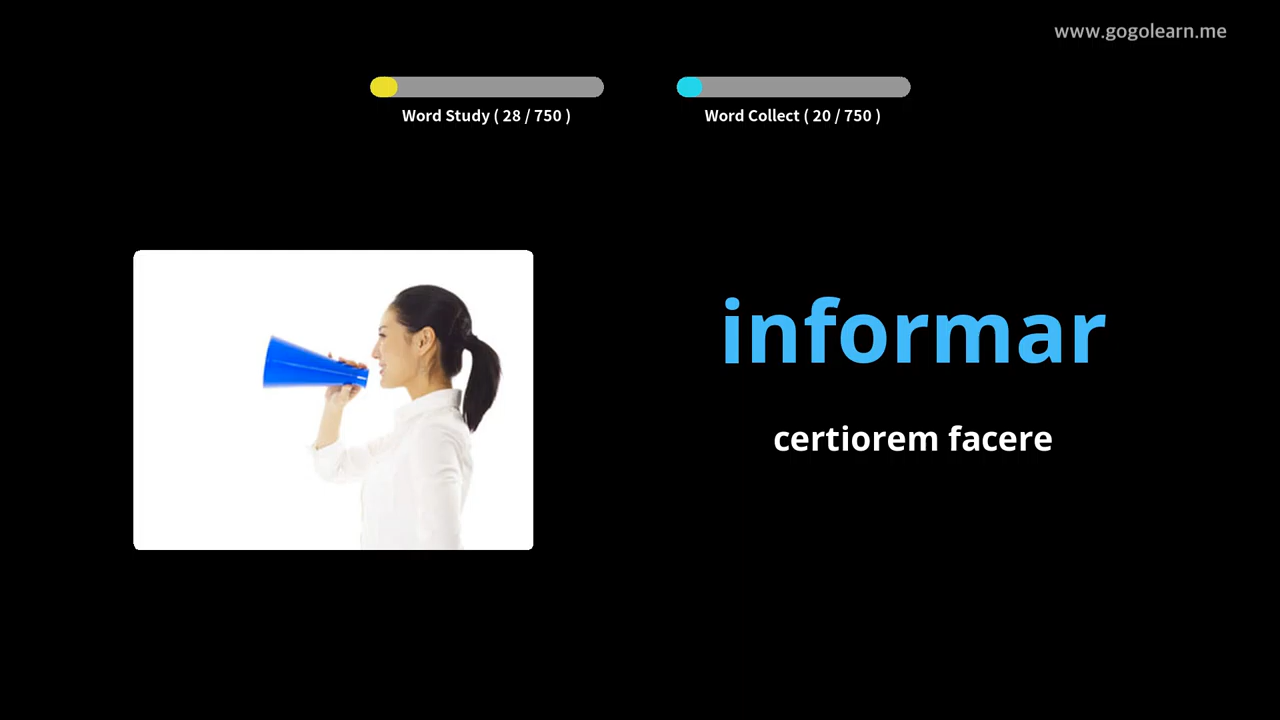 www.gogolearn.me
Word Study ( 28 / 750 )
Word Collect ( 20 / 750 )
informar
certiorem facere